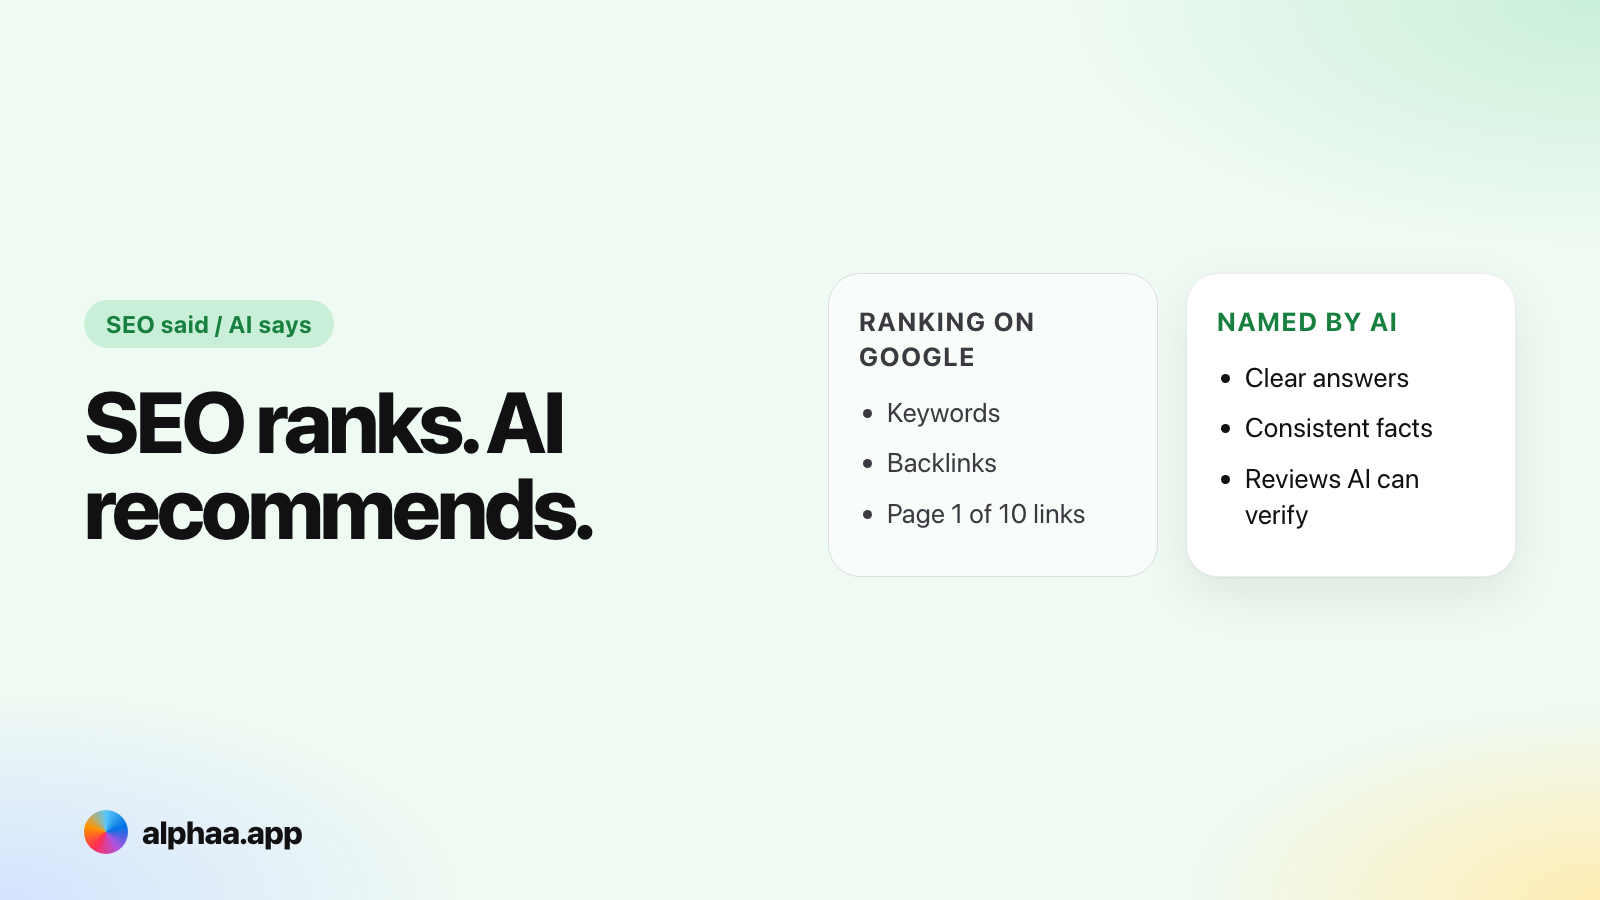 SEO said / AI says
SEO ranks. AI
recommends.
RANKING ON
GOOGLE
• Keywords
• Backlinks
• Page 1 of 10 links
NAMED BY AI
• Clear answers
• Consistent facts
• Reviews AI can
verify
alphaa.app